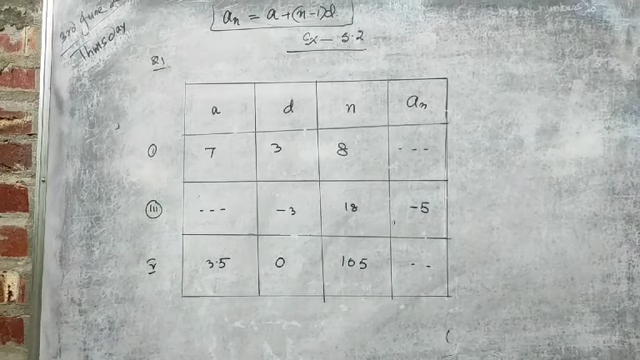 an = a+(n-1)d
3rd June
Thursday
Ex - 5.2
Q1
a d n an
(i) 7 3 8 ---
(iii) --- -3 18 -5
v 3.5 0 105 --